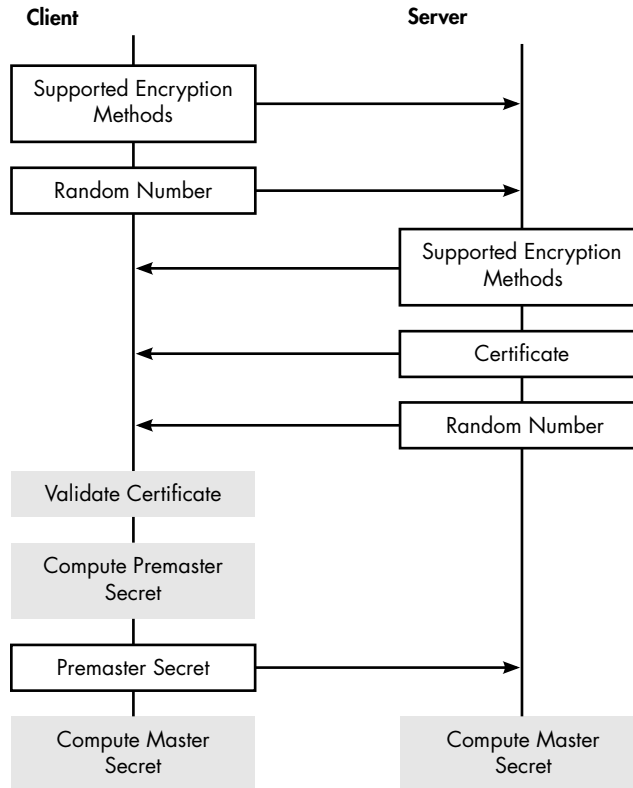 Client
Server
Supported Encryption
Methods
Random Number
Supported Encryption
Methods
Certificate
Random Number
Validate Certificate
Compute Premaster
Secret
Premaster Secret
Compute Master
Secret
Compute Master
Secret